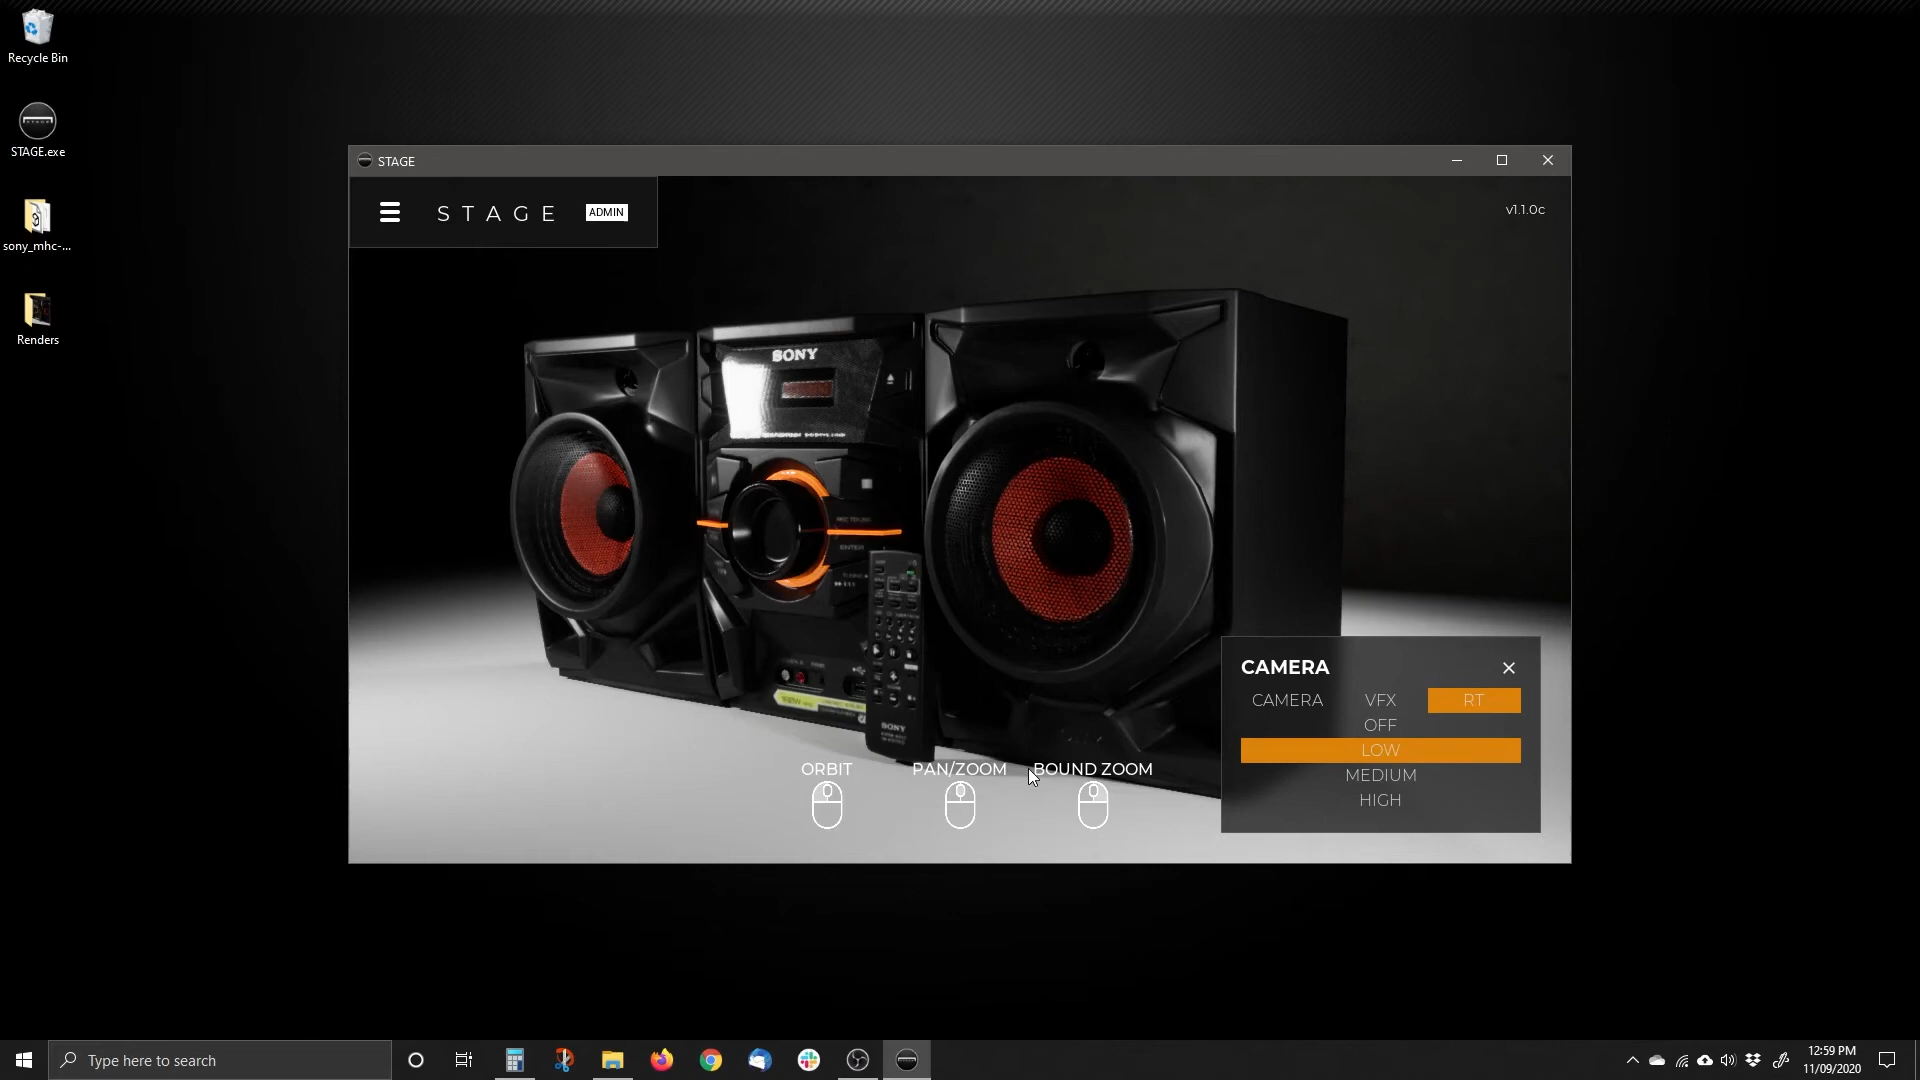 Recycle Bin
STAGE.exe
sony_mhc-...
Renders
STAGE
STAGE
ADMIN
v1.1.0c
SONY
ENTER
SONY
ORBIT
PAN/ZOOM
BOUND ZOOM
CAMERA
CAMERA
VFX
RT
OFF
LOW
MEDIUM
HIGH
Type here to search
12:59 PM
11/09/2020